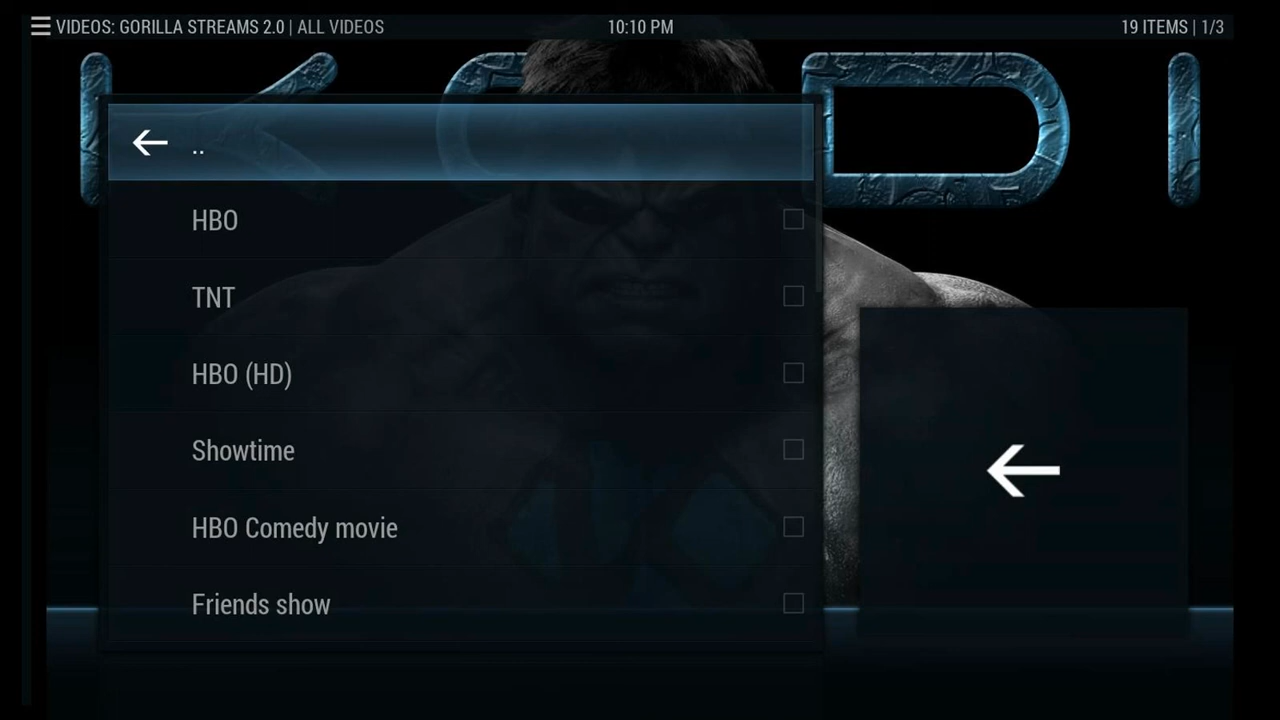 VIDEOS: GORILLA STREAMS 2.0 | ALL VIDEOS
10:10 PM
19 ITEMS | 1/3
KODI
..
HBO
TNT
HBO (HD)
Showtime
HBO Comedy movie
Friends show